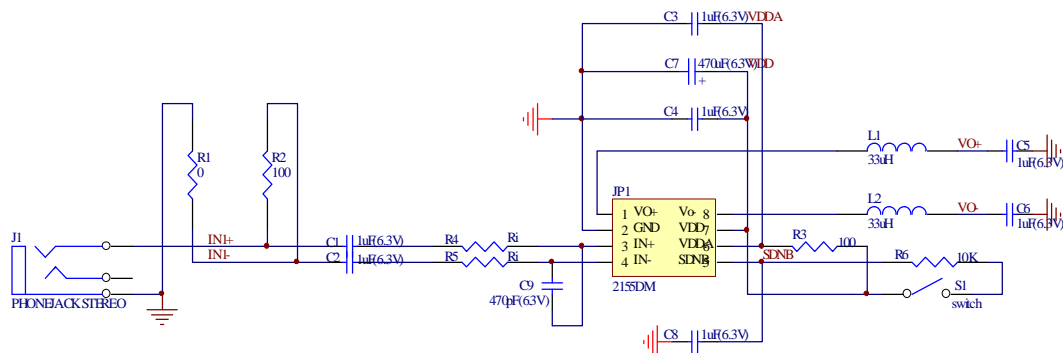 C3 1uF(6.3V) VDDA
C7 470uF(6.3V) VDD
+
C4 1uF(6.3V)
L1
33uH
VO+
C5
1uF(6.3V)
R1
0
R2
100
JP1
1 VO+ Vo- 8
2 GND VDD 7
3 IN+ VDDA 6
4 IN- SDNB 5
2155DM
L2
33uH
VO-
C6
1uF(6.3V)
J1
PHONEJACK STEREO
IN1+
IN1-
C1 1uF(6.3V)
C2 1uF(6.3V)
R4 Ri
R5 Ri
C9
470pF(63V)
R3
100
SDNB
R6 10K
S1
switch
C8 1uF(6.3V)